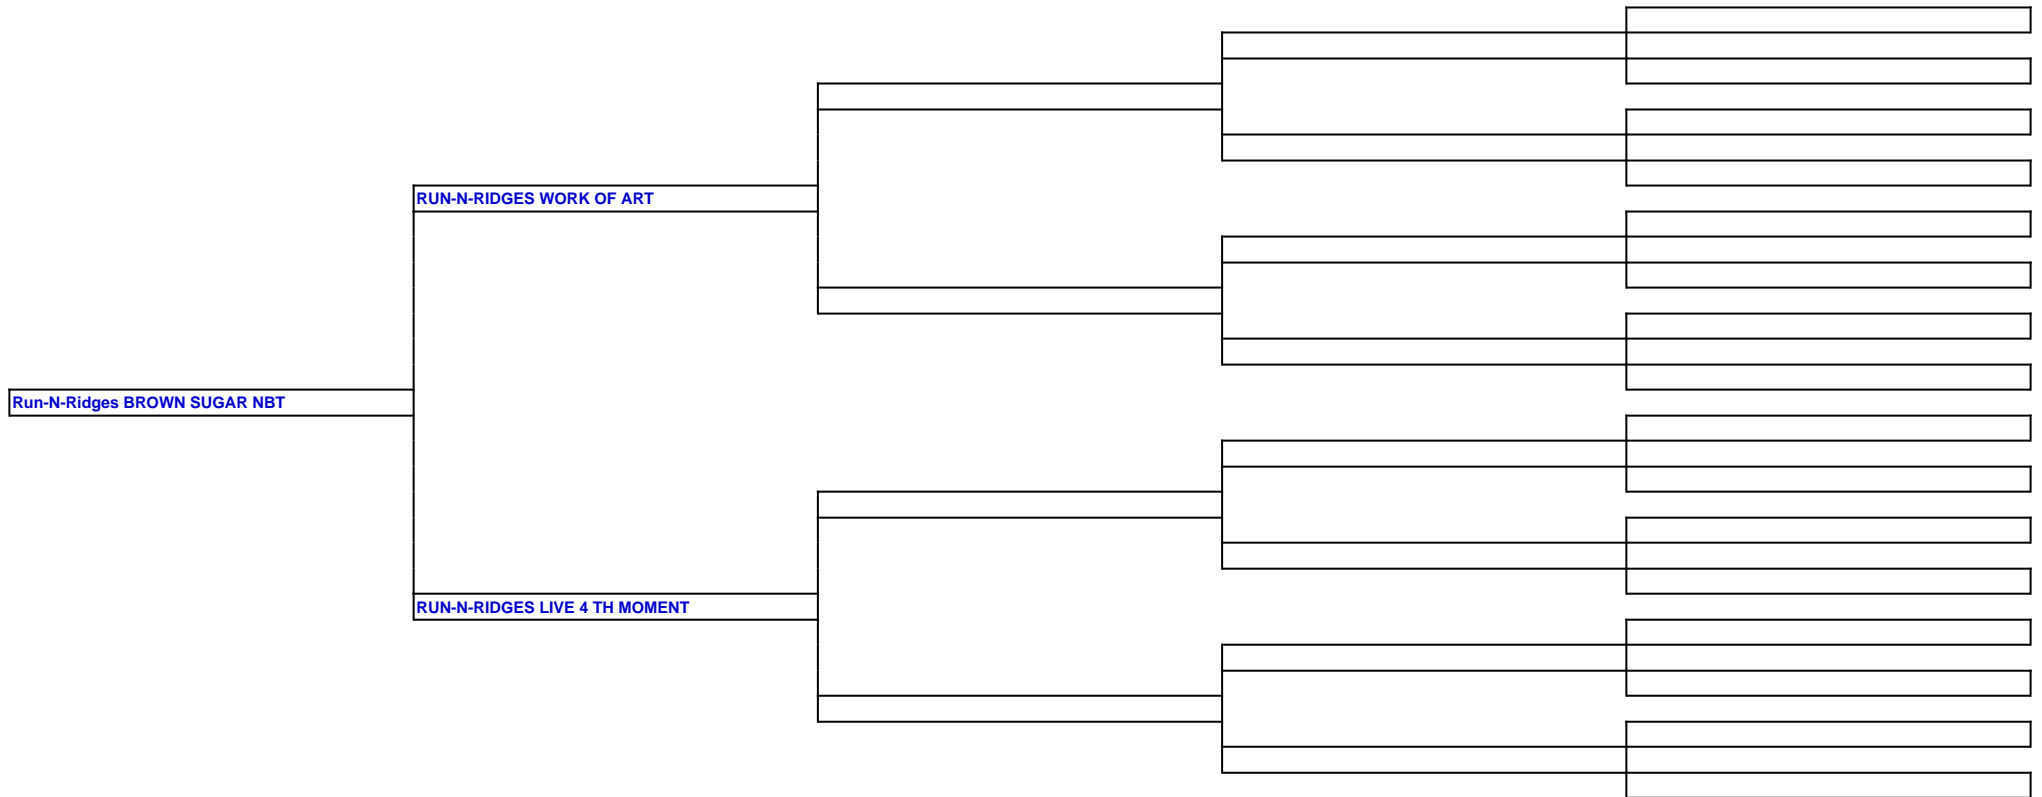 RUN-N-RIDGES WORK OF ART
Run-N-Ridges BROWN SUGAR NBT
RUN-N-RIDGES LIVE 4 TH MOMENT